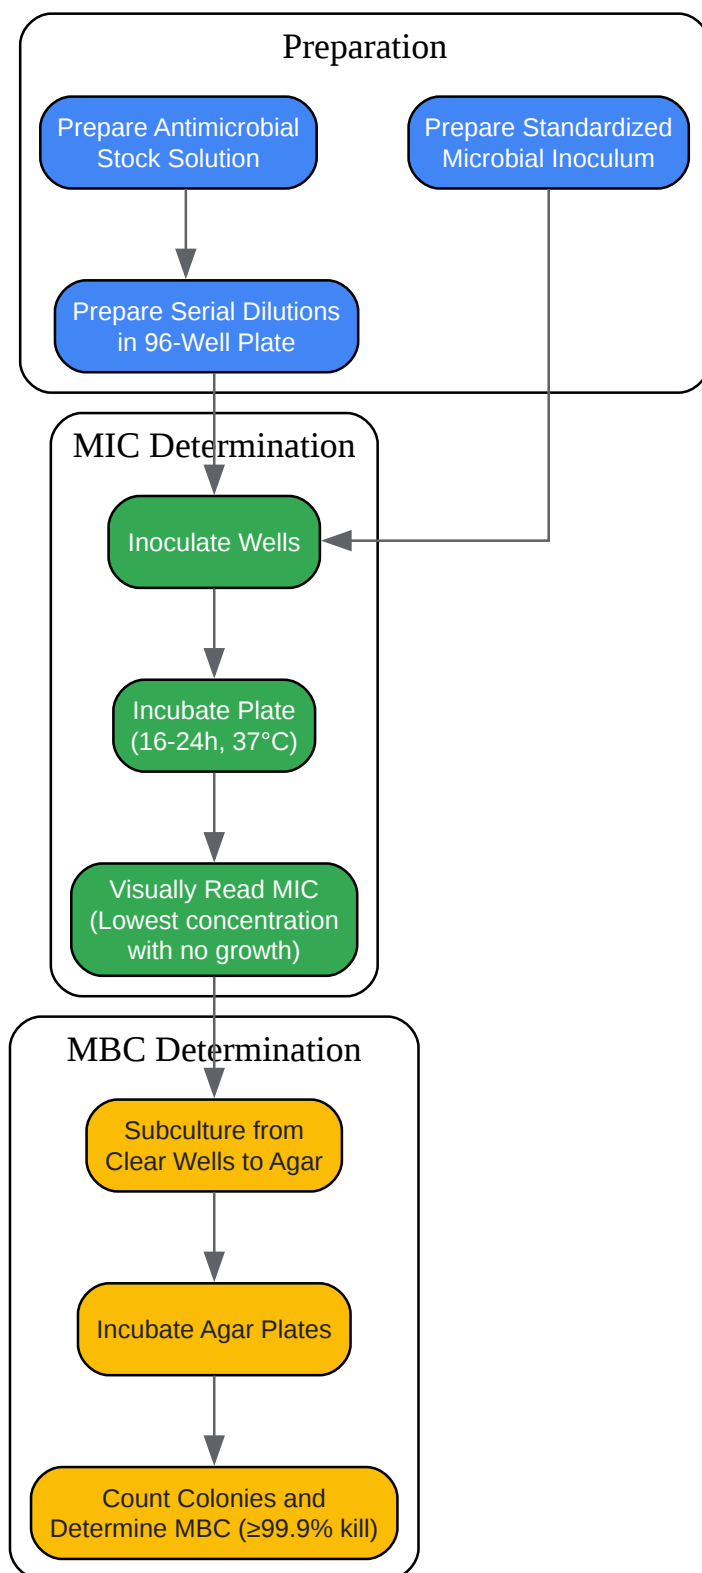 Preparation
Prepare Antimicrobial
Stock Solution
Prepare Standardized
Microbial Inoculum
Prepare Serial Dilutions
in 96-Well Plate
MIC Determination
Inoculate Wells
Incubate Plate
(16-24h, 37°C)
Visually Read MIC
(Lowest concentration
with no growth)
MBC Determination
Subculture from
Clear Wells to Agar
Incubate Agar Plates
Count Colonies and
Determine MBC (≥99.9% kill)